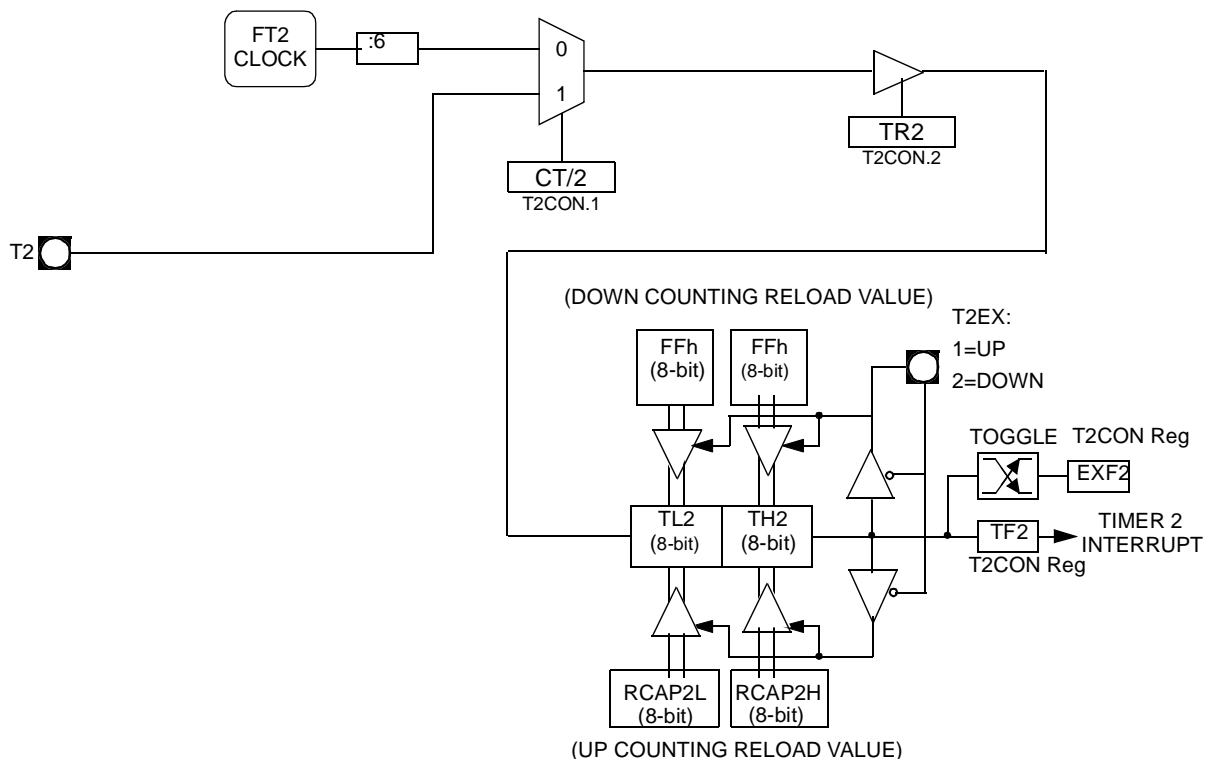 FT2
CLOCK
:6
0
1
TR2
T2CON.2
CT/2
T2CON.1
T2
(DOWN COUNTING RELOAD VALUE)
T2EX:
1=UP
2=DOWN
FFh
(8-bit)
FFh
(8-bit)
TOGGLE
T2CON Reg
EXF2
TL2
(8-bit)
TH2
(8-bit)
TF2
TIMER 2
INTERRUPT
T2CON Reg
RCAP2L
(8-bit)
RCAP2H
(8-bit)
(UP COUNTING RELOAD VALUE)